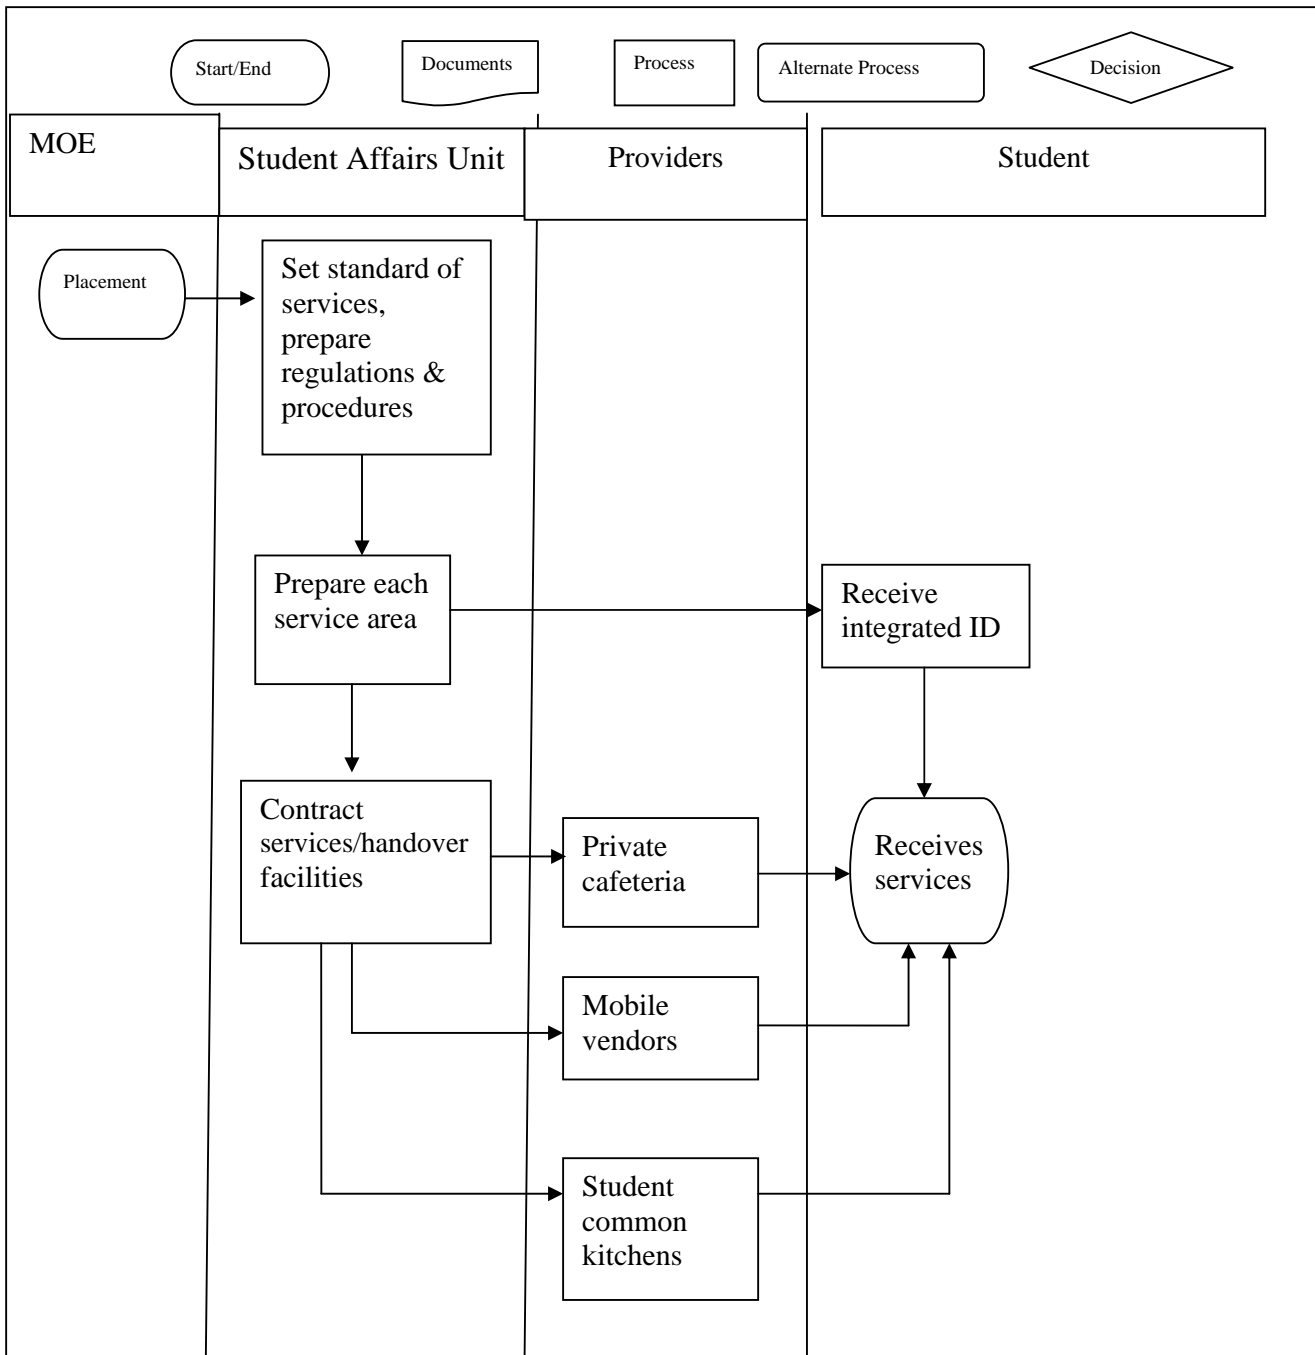 Start/End
Documents
Process
Alternate Process
Decision
MOE
Student Affairs Unit
Providers
Student
Placement
Set standard of
services,
prepare
regulations &
procedures
Prepare each
service area
Receive
integrated ID
Contract
services/handover
facilities
Private
cafeteria
Receives
services
Mobile
vendors
Student
common
kitchens